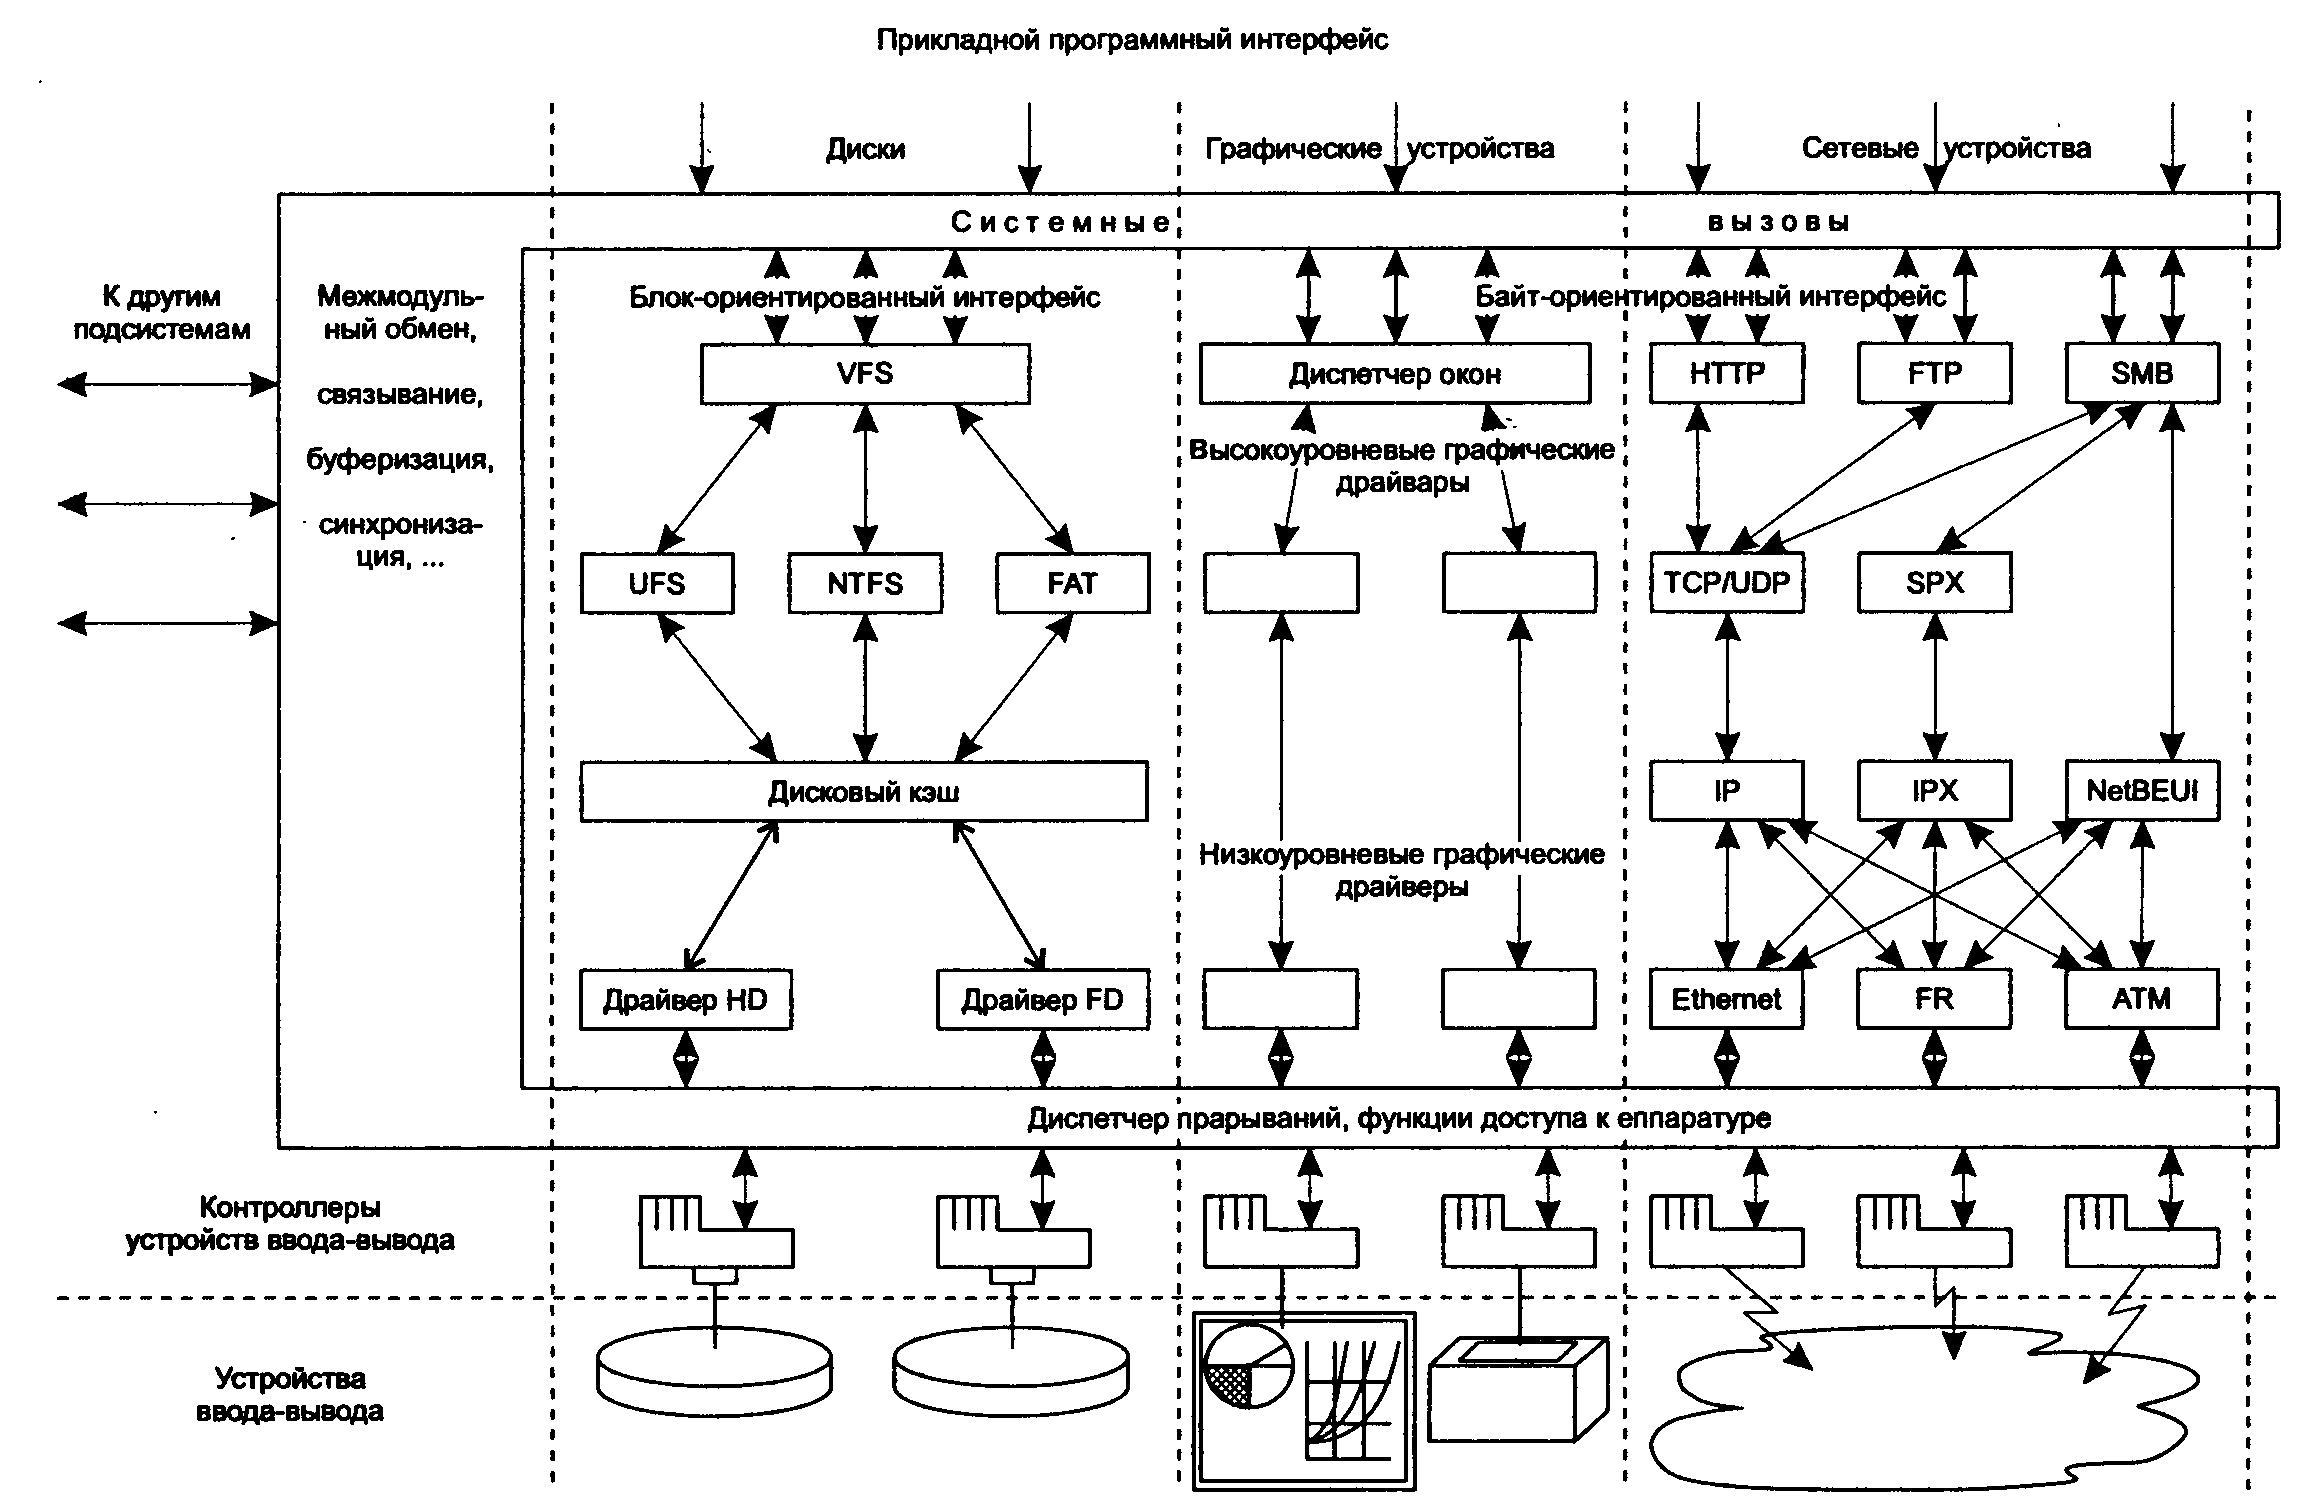 Прикладной программный интерфейс
Диски
Графические устройства
Сетевые устройства
Системные вызовы
К другим
подсистемам
Межмодуль-
ный обмен,
связывание,
буферизация,
синхрониза-
ция, ...
Блок-ориентированный интерфейс
Байт-ориентированный интерфейс
VFS
Диспетчер окон
HTTP
FTP
SMB
Высокоуровневые графические
драйвары
UFS
NTFS
FAT
TCP/UDP
SPX
Дисковый кэш
IP
IPX
NetBEUI
Низкоуровневые графические
драйверы
Драйвер HD
Драйвер FD
Ethernet
FR
ATM
Диспетчер прарываний, функции доступа к еппаратуре
Контроллеры
устройств ввода-вывода
Устройства
ввода-вывода